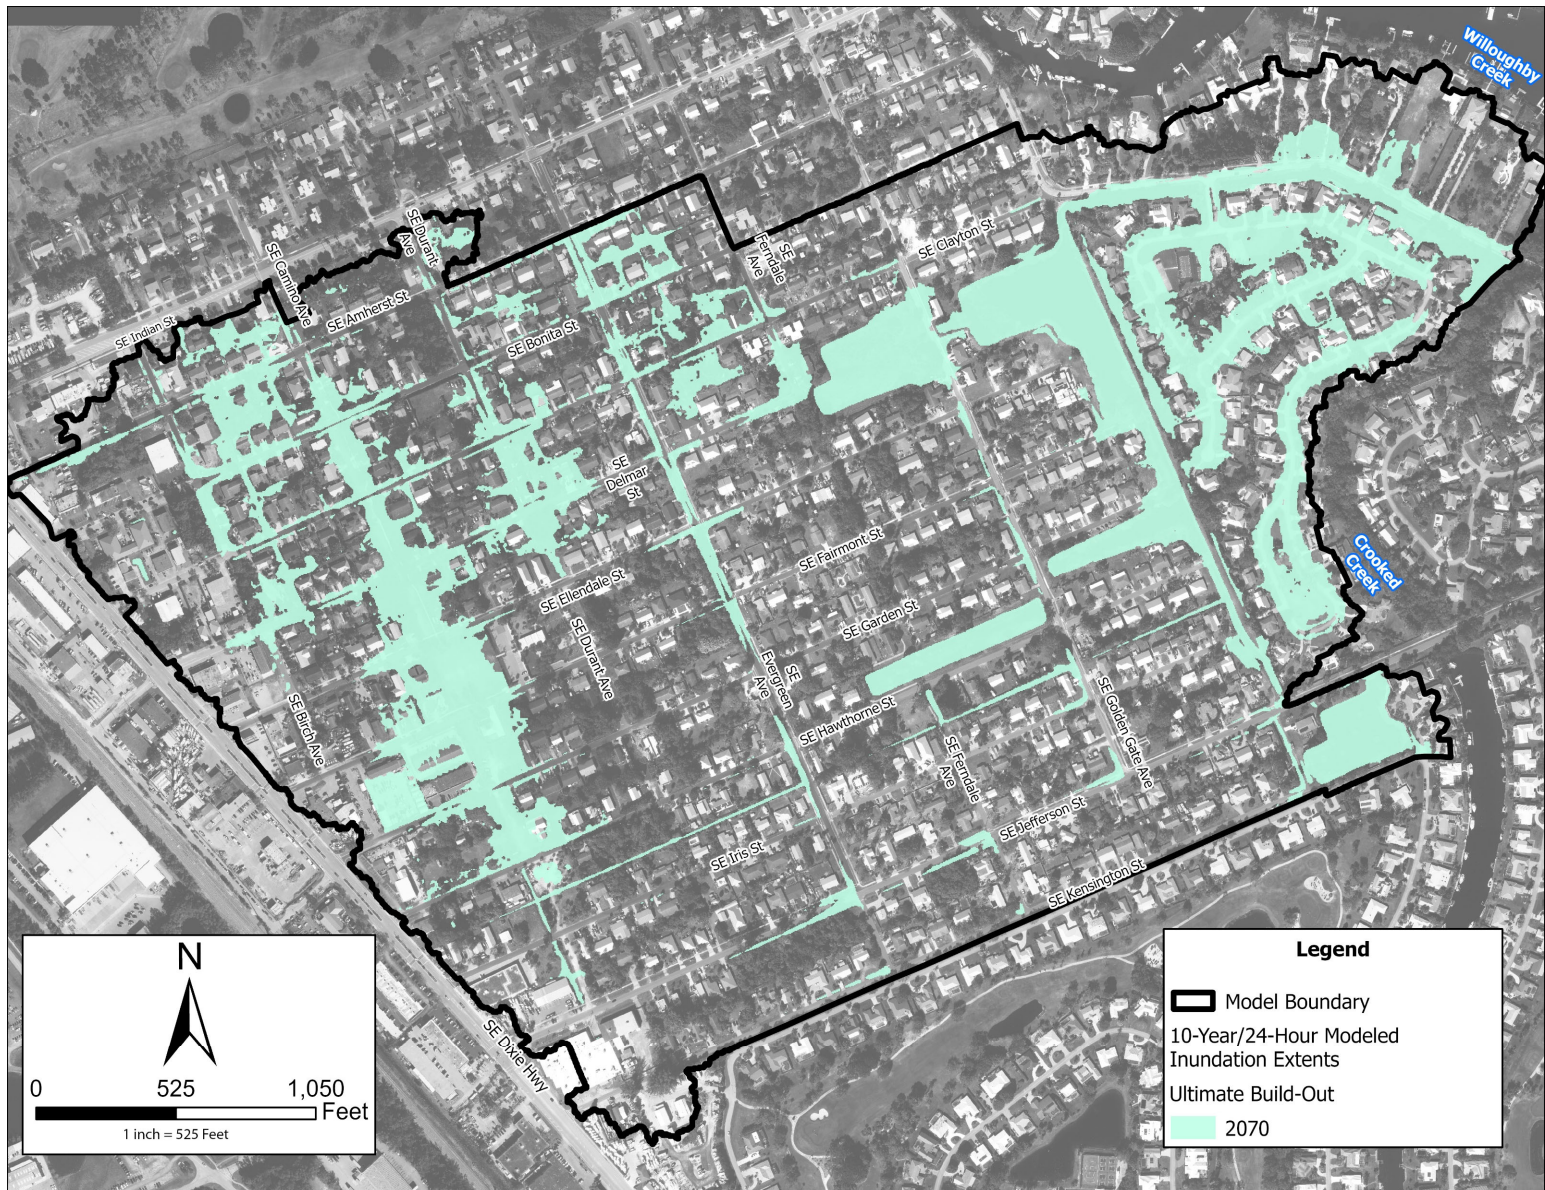 Willoughby
Creek
SE Durant
Ave
SE Camino Ave
SE
Ferndale
Ave
SE Clayton St
SE Indian St
SE Amherst St
SE Bonita St
SE
Delmar
St
Crooked
Creek
SE Fairmont St
SE Ellendale St
SE Garden St
SE Durant Ave
SE
Evergreen
Ave
SE Birch Ave
SE Hawthorne St
SE Golden Gate Ave
SE Ferndale
Ave
SE Jefferson St
SE Iris St
SE Kensington St
SE Dixie Hwy
N
0 525 1,050
Feet
1 inch = 525 Feet
Legend
Model Boundary
10-Year/24-Hour Modeled
Inundation Extents
Ultimate Build-Out
2070